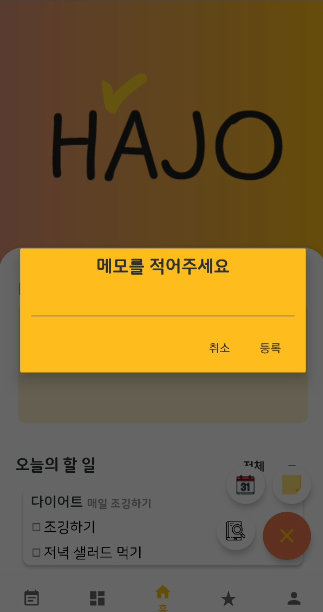 HAJO
메모를 적어주세요
취소 등록
오늘의 할 일
전체
다이어트 매일 조깅하기
조깅하기
저녁 샐러드 먹기
31